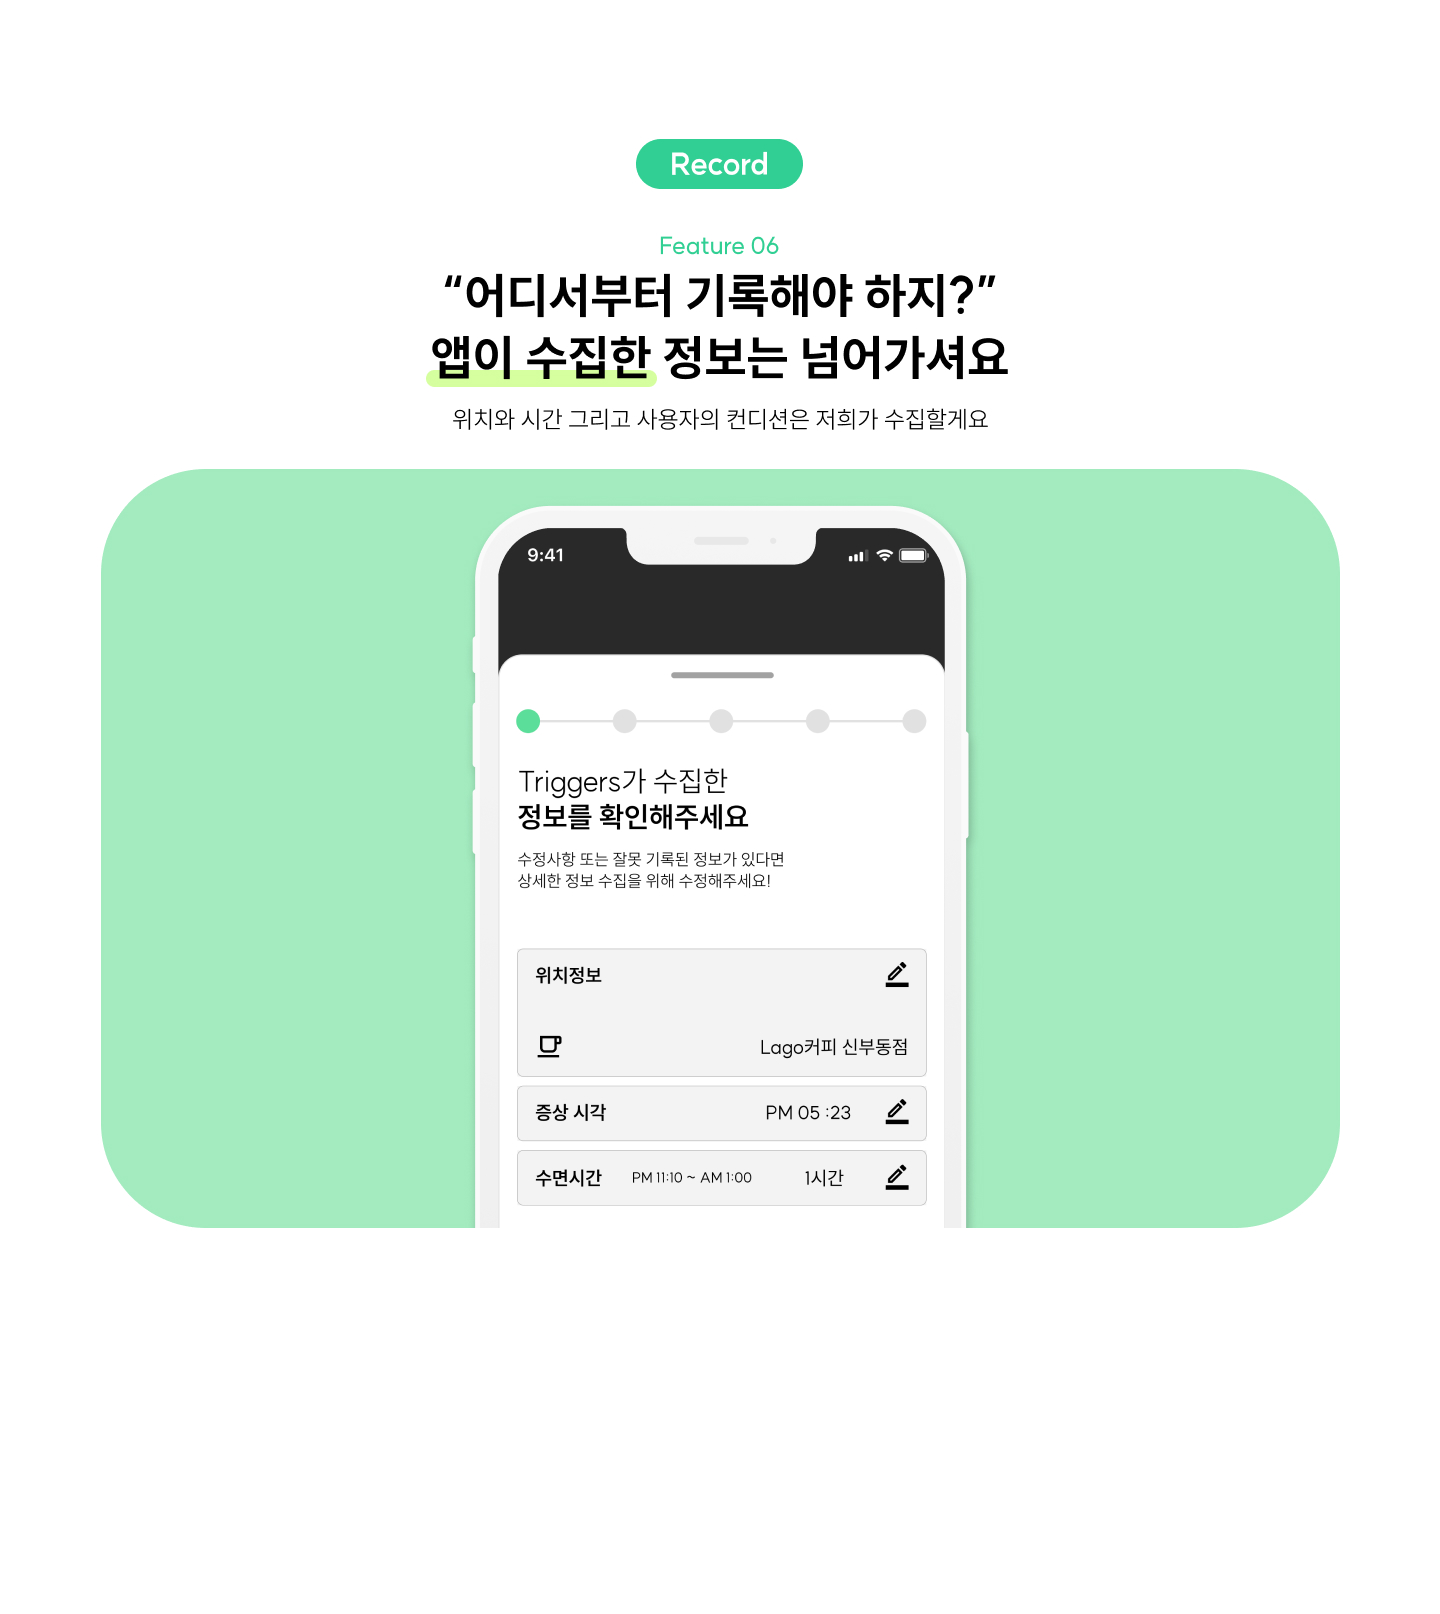 Record
Feature 06
“어디서부터 기록해야 하지?”
앱이 수집한 정보는 넘어가셔요
위치와 시간 그리고 사용자의 컨디션은 저희가 수집할게요
9:41
Triggers가 수집한
정보를 확인해주세요
수정사항 또는 잘못 기록된 정보가 있다면
상세한 정보 수집을 위해 수정해주세요!
위치정보
Lago커피 신부동점
증상 시각 PM 05 :23
수면시간 PM 11:10 ~ AM 1:00 1시간